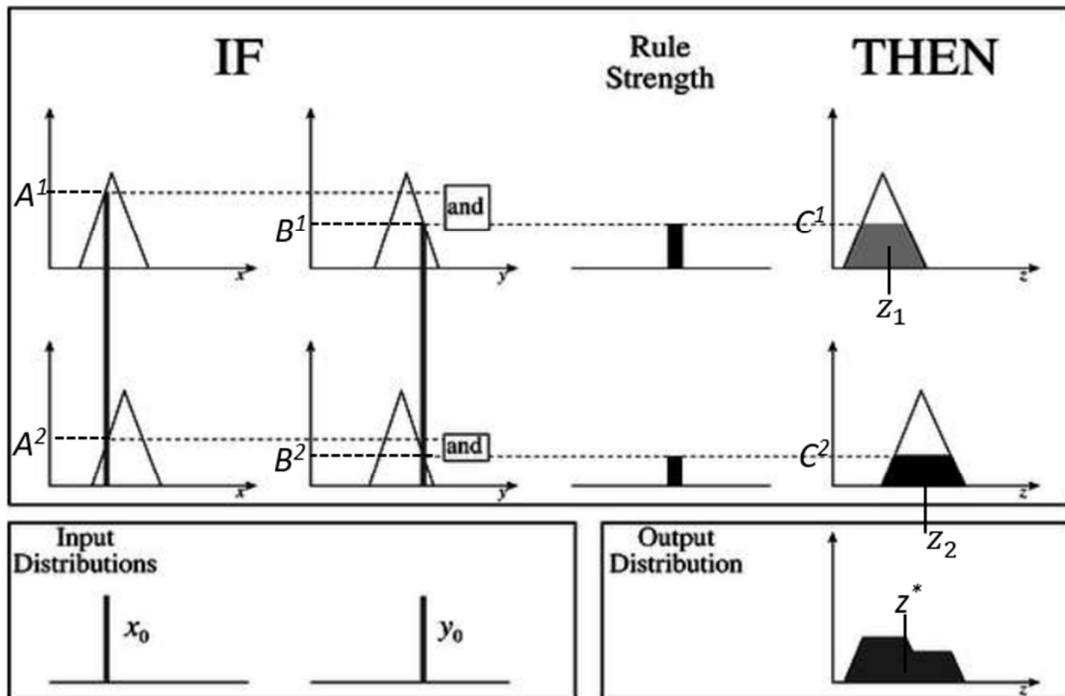 IF
Rule
Strength
THEN
A¹
x
B¹
y
and
C¹
z
z₁
A²
x
B²
y
and
C²
z
z₂
Input
Distributions
x₀
y₀
Output
Distribution
z*
z